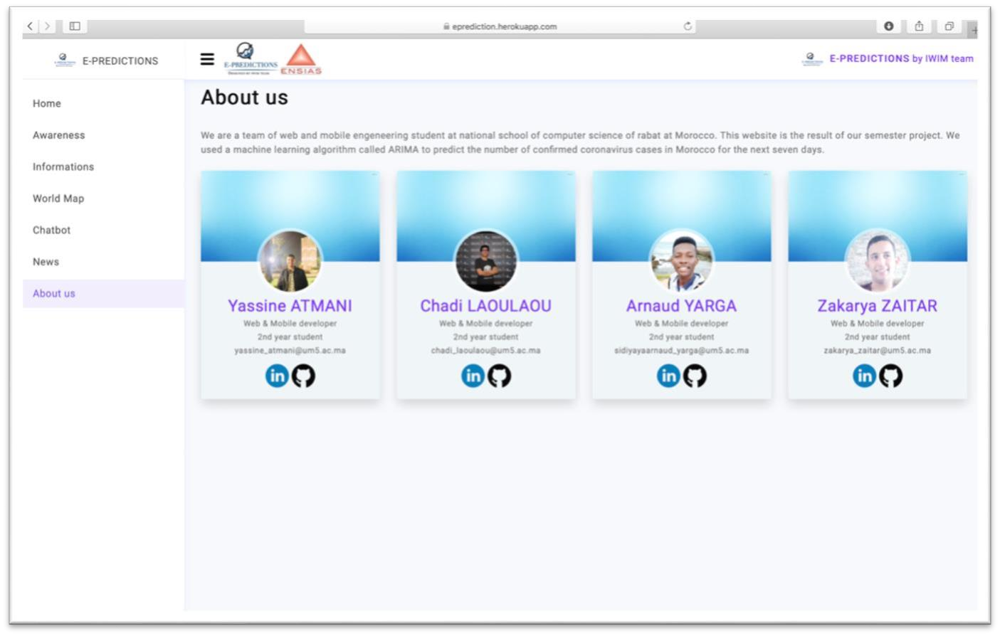 eprediction.herokuapp.com
E-PREDICTIONS
E-PREDICTIONS
ENSIAS
E-PREDICTIONS by IWIM team
Home
Awareness
Informations
World Map
Chatbot
News
About us
About us
We are a team of web and mobile engeneering student at national school of computer science of rabat at Morocco. This website is the result of our semester project. We
used a machine learning algorithm called ARIMA to predict the number of confirmed coronavirus cases in Morocco for the next seven days.
Yassine ATMANI
Web & Mobile developer
2nd year student
yassine_atmani@um5.ac.ma
in
Chadi LAOULAOU
Web & Mobile developer
2nd year student
chadi_laoulaou@um5.ac.ma
in
Arnaud YARGA
Web & Mobile developer
2nd year student
sidiyayaarnaud_yarga@um5.ac.ma
in
Zakarya ZAITAR
Web & Mobile developer
2nd year student
zakarya_zaitar@um5.ac.ma
in